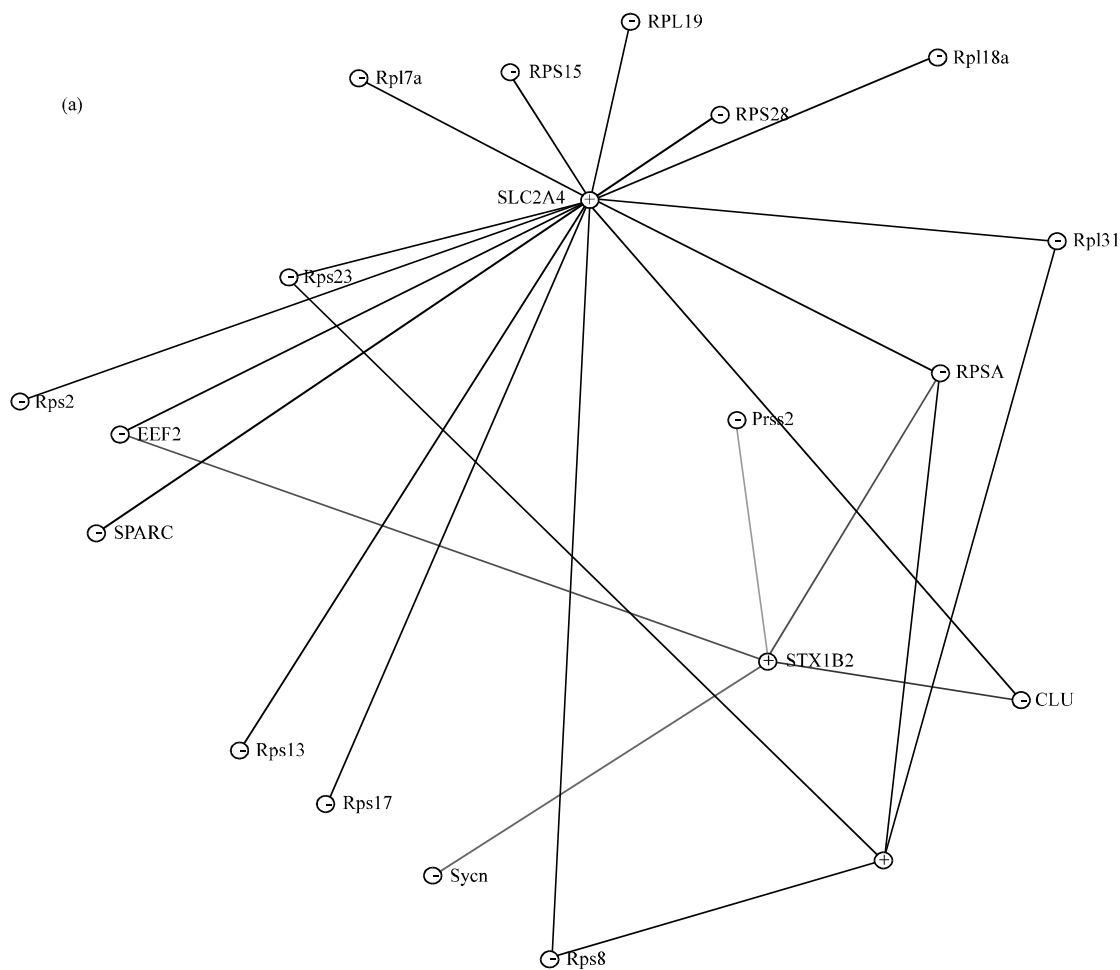 RPL19
Rpl18a
Rpl7a
RPS15
(a)
RPS28
SLC2A4
Rpl31
Rps23
RPSA
Rps2
Prss2
EEF2
SPARC
STX1B2
CLU
Rps13
Rps17
Sycn
Rps8